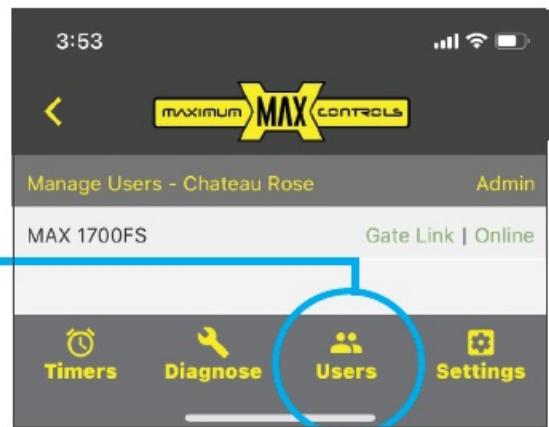 3:53
MAXIMUM MAX CONTROLS
Manage Users - Chateau Rose Admin
MAX 1700FS Gate Link | Online
Timers Diagnose Users Settings